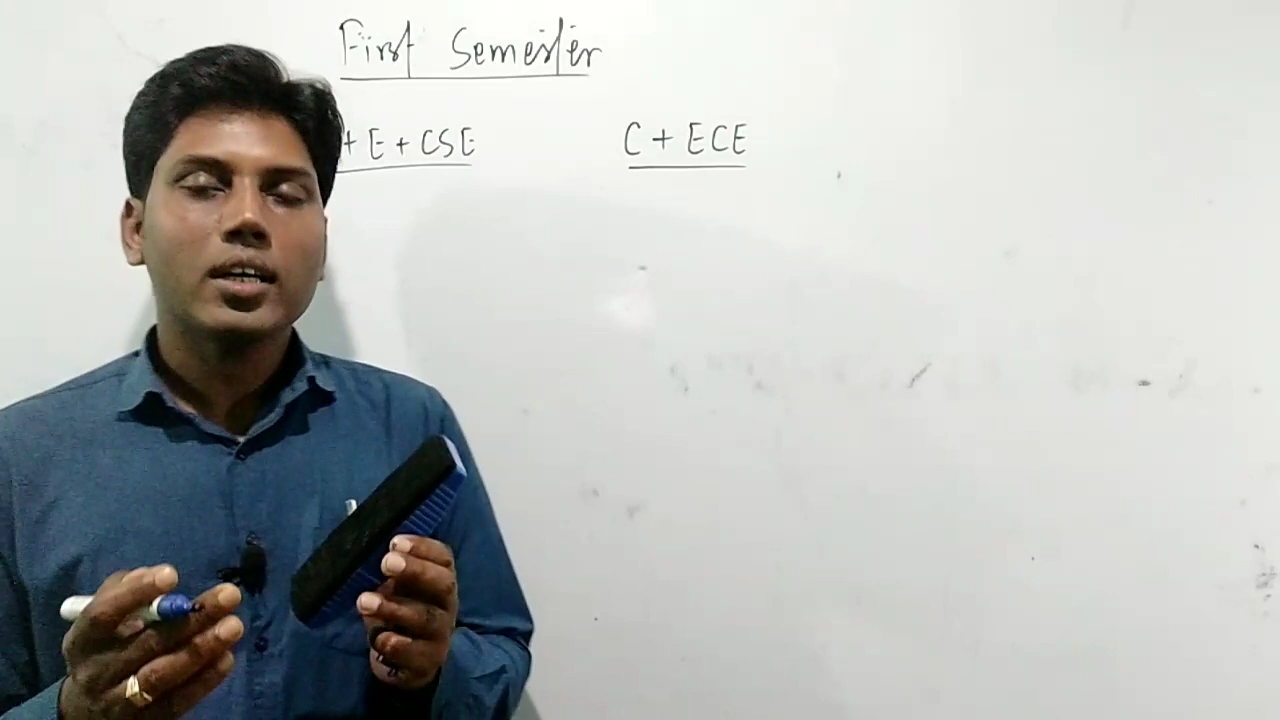 First Semester
+ E + CSE
C + ECE